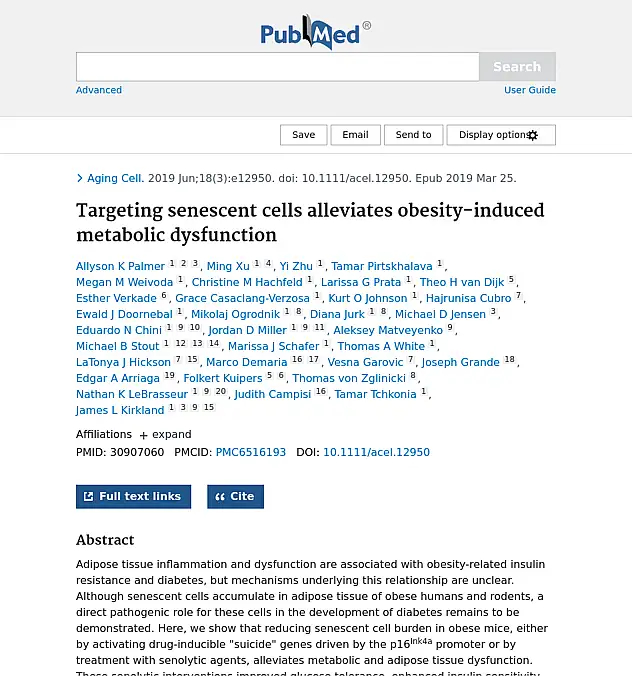 PubMed®
Search
Advanced
User Guide
Save
Email
Send to
Display options
Aging Cell. 2019 Jun;18(3):e12950. doi: 10.1111/acel.12950. Epub 2019 Mar 25.
Targeting senescent cells alleviates obesity-induced
metabolic dysfunction
Allyson K Palmer 1 2 3, Ming Xu 1 4, Yi Zhu 1, Tamar Pirtskhalava 1,
Megan M Weivoda 1, Christine M Hachfeld 1, Larissa G Prata 1, Theo H van Dijk 5,
Esther Verkade 6, Grace Casaclang-Verzosa 1, Kurt O Johnson 1, Hajrunisa Cubro 7,
Ewald J Doornebal 1, Mikolaj Ogrodnik 1 8, Diana Jurk 1 8, Michael D Jensen 3,
Eduardo N Chini 1 9 10, Jordan D Miller 1 9 11, Aleksey Matveyenko 9,
Michael B Stout 1 12 13 14, Marissa J Schafer 1, Thomas A White 1,
LaTonya J Hickson 7 15, Marco Demaria 16 17, Vesna Garovic 7, Joseph Grande 18,
Edgar A Arriaga 19, Folkert Kuipers 5 6, Thomas von Zglinicki 8,
Nathan K LeBrasseur 1 9 20, Judith Campisi 16, Tamar Tchkonia 1,
James L Kirkland 1 3 9 15
Affiliations + expand
PMID: 30907060 PMCID: PMC6516193 DOI: 10.1111/acel.12950
Full text links
Cite
Abstract
Adipose tissue inflammation and dysfunction are associated with obesity-related insulin
resistance and diabetes, but mechanisms underlying this relationship are unclear.
Although senescent cells accumulate in adipose tissue of obese humans and rodents, a
direct pathogenic role for these cells in the development of diabetes remains to be
demonstrated. Here, we show that reducing senescent cell burden in obese mice, either
by activating drug-inducible "suicide" genes driven by the p16Ink4a promoter or by
treatment with senolytic agents, alleviates metabolic and adipose tissue dysfunction.
These senolytic interventions improved glucose tolerance, enhanced insulin sensitivity,